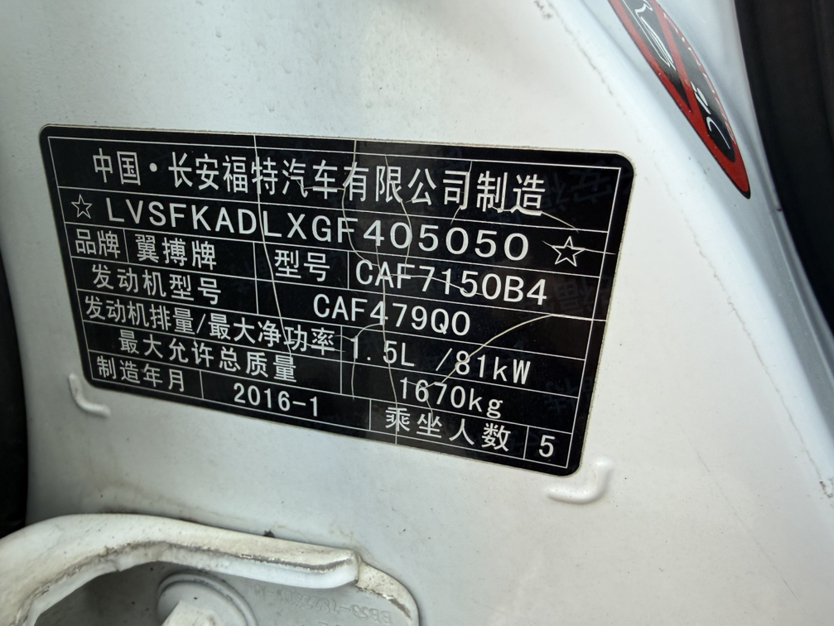 中国·长安福特汽车有限公司制造
☆ LVSFKADLXGF405050 ☆
品牌 翼搏牌 型号 CAF7150B4
发动机型号 CAF479Q0
发动机排量/最大净功率 1.5L /81kW
最大允许总质量 1670kg
制造年月 2016-1 乘坐人数 5